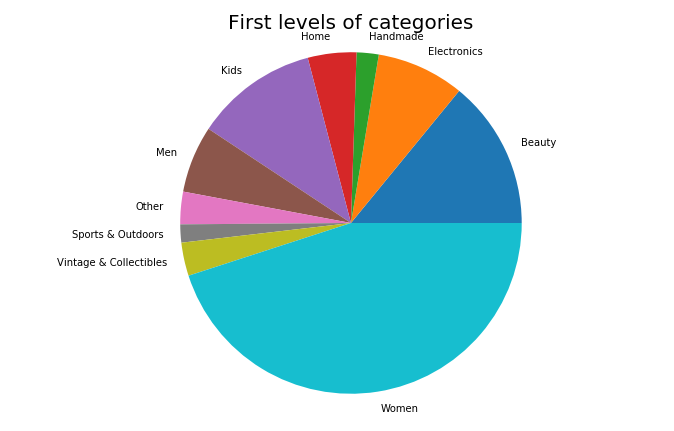 First levels of categories
Home
Handmade
Electronics
Kids
Beauty
Men
Other
Sports & Outdoors
Vintage & Collectibles
Women